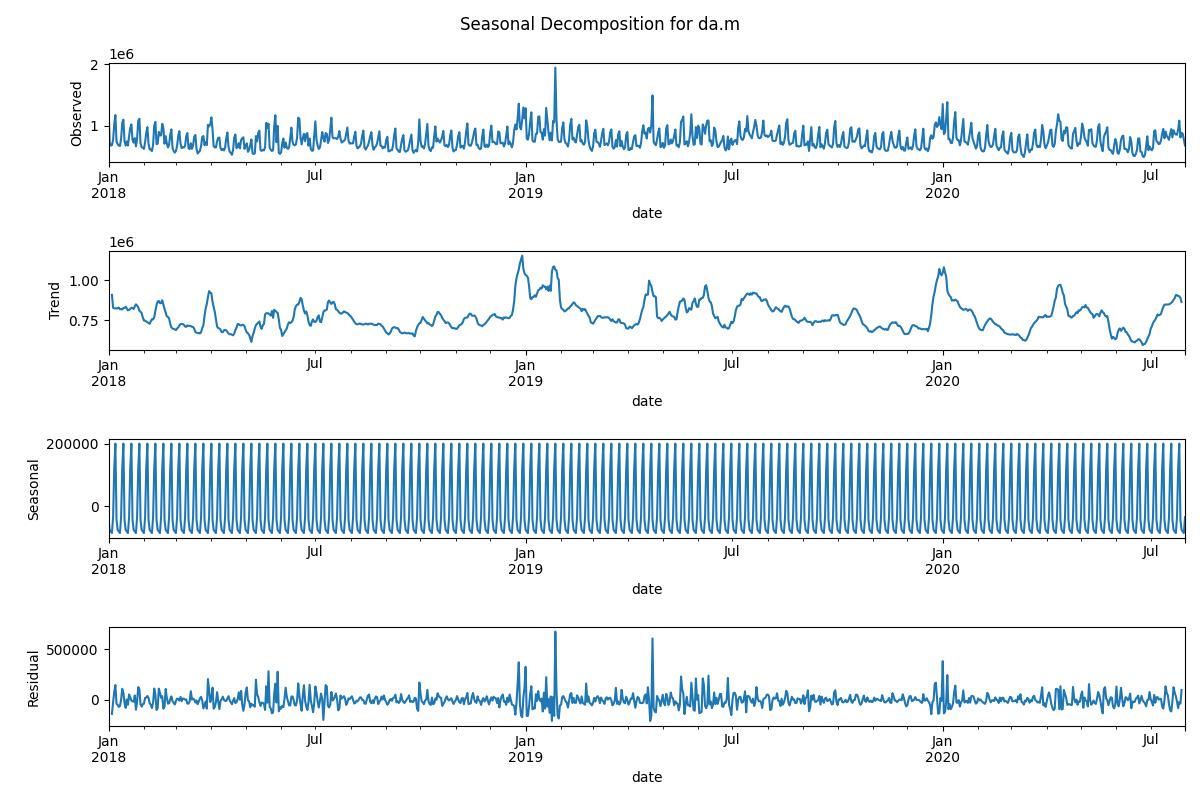 Seasonal Decomposition for da.m
1e6
2
1
Observed
Jan Jul Jan Jul Jan Jul
2018 2019 2020
date
1e6
1.00
0.75
Trend
Jan Jul Jan Jul Jan Jul
2018 2019 2020
date
200000
0
Seasonal
Jan Jul Jan Jul Jan Jul
2018 2019 2020
date
500000
0
Residual
Jan Jul Jan Jul Jan Jul
2018 2019 2020
date